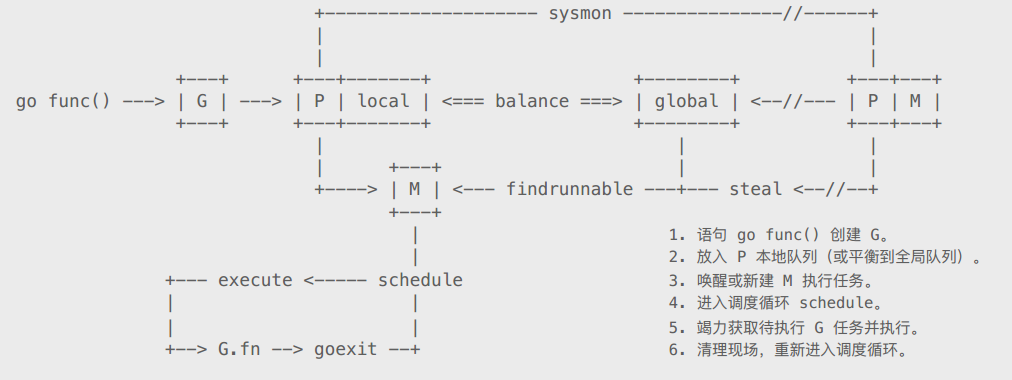 +-------------------- sysmon ---------------//------+
|                                                   |
|                                                   |
+---+      +---+-------+                   +--------+          +---+---+
go func() ---> | G | ---> | P | local | <=== balance ===> | global | <--//--- | P | M |
+---+      +---+-------+                   +--------+          +---+---+
|                                 |                 |
|      +---+                      |                 |
+----> | M | <--- findrunnable ---+--- steal <--//--+
+---+
|
|
+--- execute <----- schedule
|                       |
|                       |
+--> G.fn --> goexit --+
1. 语句 go func() 创建 G。
2. 放入 P 本地队列（或平衡到全局队列）。
3. 唤醒或新建 M 执行任务。
4. 进入调度循环 schedule。
5. 竭力获取待执行 G 任务并执行。
6. 清理现场，重新进入调度循环。